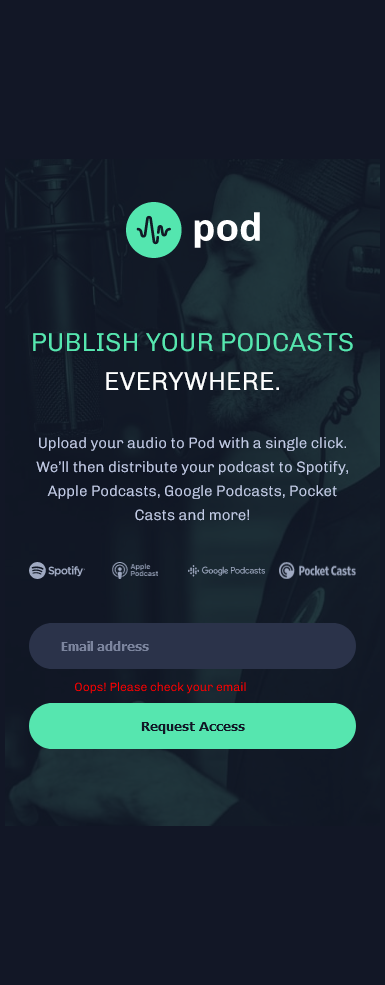 pod
PUBLISH YOUR PODCASTS
EVERYWHERE.
Upload your audio to Pod with a single click.
We’ll then distribute your podcast to Spotify,
Apple Podcasts, Google Podcasts, Pocket
Casts and more!
Spotify Apple Podcast Google Podcasts Pocket Casts
Email address
Oops! Please check your email
Request Access